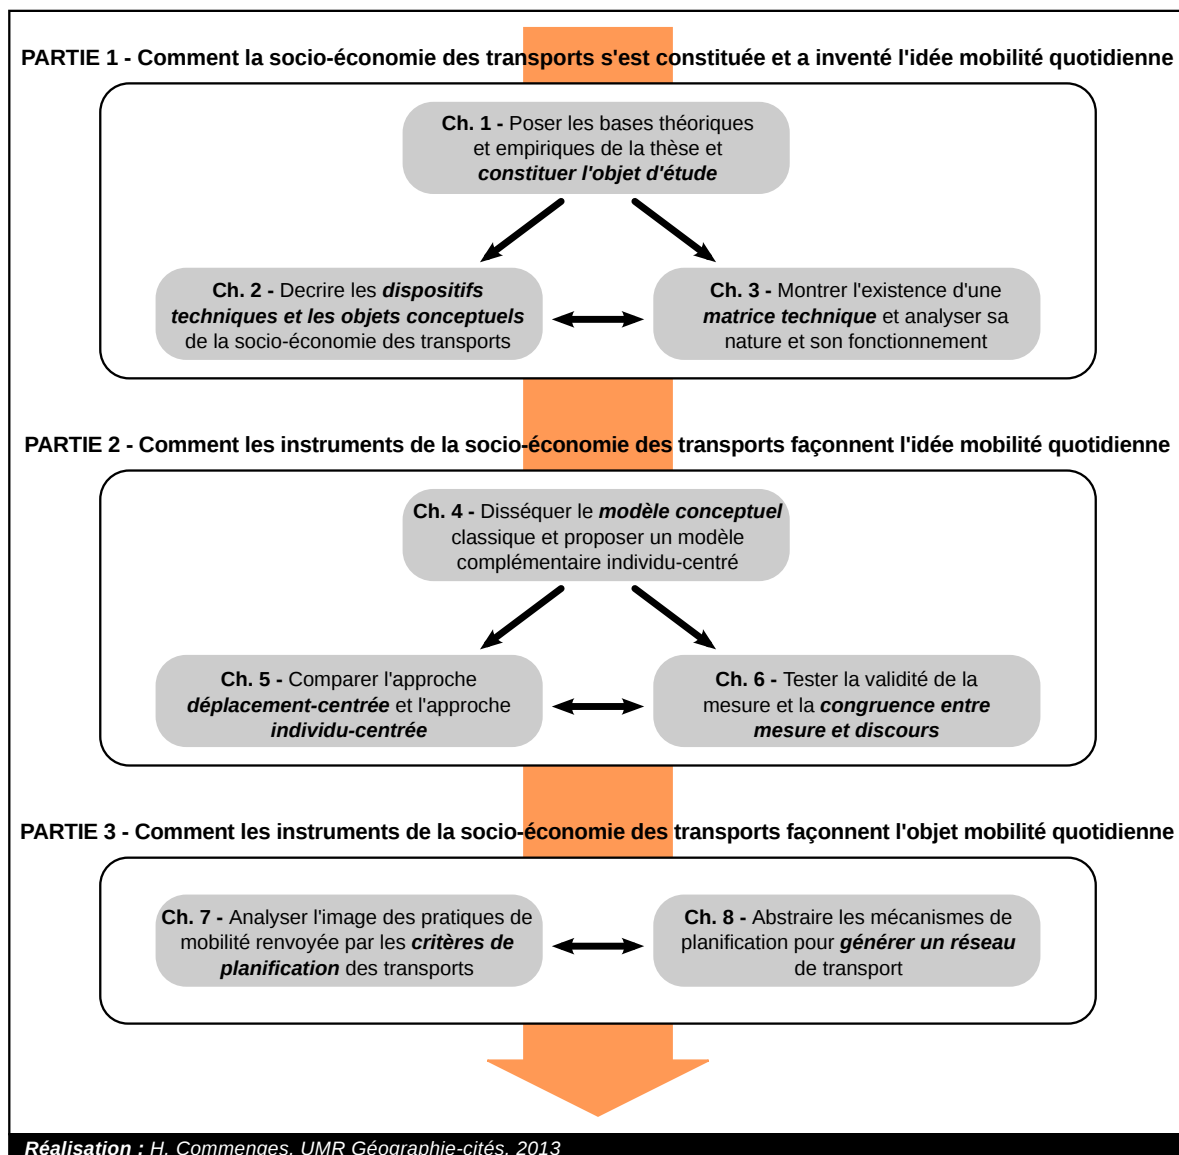 PARTIE 1 - Comment la socio-économie des transports s'est constituée et a inventé l'idée mobilité quotidienne
Ch. 1 - Poser les bases théoriques
et empiriques de la thèse et
constituer l'objet d'étude
Ch. 2 - Decrire les dispositifs
techniques et les objets conceptuels
de la socio-économie des transports
Ch. 3 - Montrer l'existence d'une
matrice technique et analyser sa
nature et son fonctionnement
PARTIE 2 - Comment les instruments de la socio-économie des transports façonnent l'idée mobilité quotidienne
Ch. 4 - Disséquer le modèle conceptuel
classique et proposer un modèle
complémentaire individu-centré
Ch. 5 - Comparer l'approche
déplacement-centrée et l'approche
individu-centrée
Ch. 6 - Tester la validité de la
mesure et la congruence entre
mesure et discours
PARTIE 3 - Comment les instruments de la socio-économie des transports façonnent l'objet mobilité quotidienne
Ch. 7 - Analyser l'image des pratiques de
mobilité renvoyée par les critères de
planification des transports
Ch. 8 - Abstraire les mécanismes de
planification pour générer un réseau
de transport
Réalisation : H. Commenges, UMR Géographie-cités, 2013